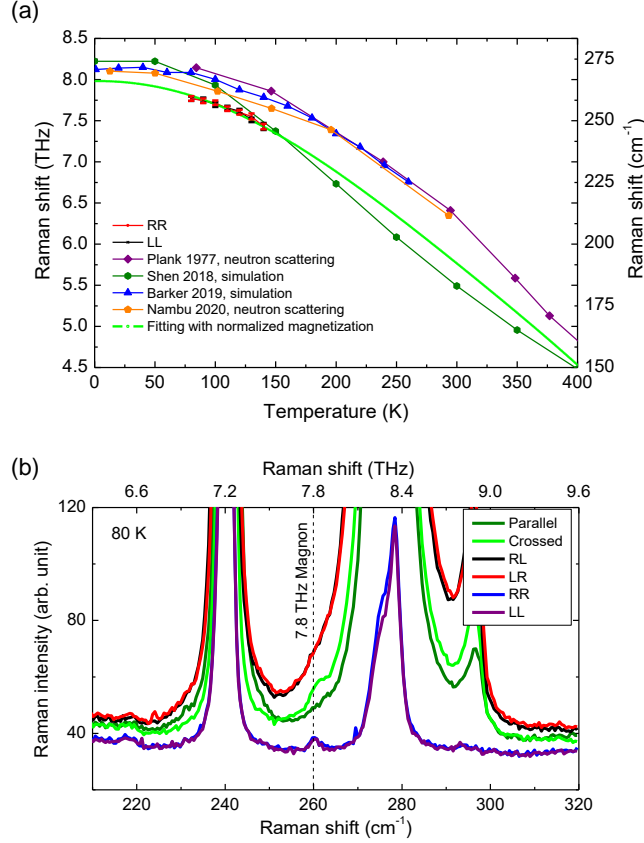 (a)
8.5
8.0
7.5
7.0
6.5
6.0
5.5
5.0
4.5
Raman shift (THz)
275
250
225
200
175
150
Raman shift (cm⁻¹)
RR
LL
Plank 1977, neutron scattering
Shen 2018, simulation
Barker 2019, simulation
Nambu 2020, neutron scattering
Fitting with normalized magnetization
0 50 100 150 200 250 300 350 400
Temperature (K)
(b)
Raman shift (THz)
6.6 7.2 7.8 8.4 9.0 9.6
120
80
40
Raman intensity (arb. unit)
80 K
7.8 THz Magnon
Parallel
Crossed
RL
LR
RR
LL
220 240 260 280 300 320
Raman shift (cm⁻¹)